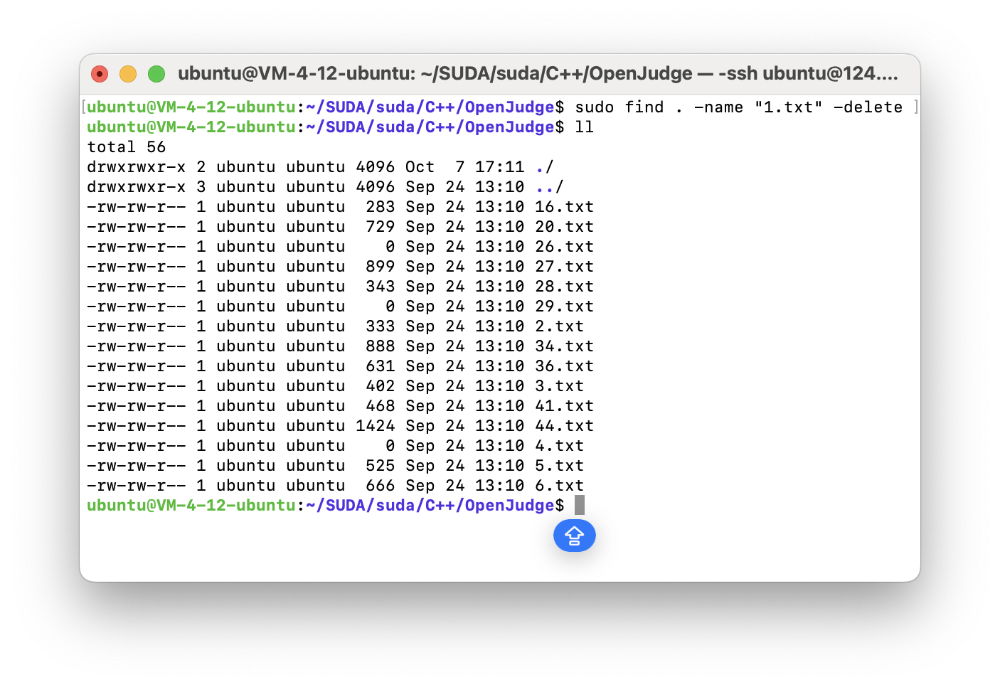 ubuntu@VM-4-12-ubuntu: ~/SUDA/suda/C++/OpenJudge — -ssh ubuntu@124....
[ubuntu@VM-4-12-ubuntu:~/SUDA/suda/C++/OpenJudge$ sudo find . -name "1.txt" -delete ]
ubuntu@VM-4-12-ubuntu:~/SUDA/suda/C++/OpenJudge$ ll
total 56
drwxrwxr-x 2 ubuntu ubuntu 4096 Oct  7 17:11 ./
drwxrwxr-x 3 ubuntu ubuntu 4096 Sep 24 13:10 ../
-rw-rw-r-- 1 ubuntu ubuntu  283 Sep 24 13:10 16.txt
-rw-rw-r-- 1 ubuntu ubuntu  729 Sep 24 13:10 20.txt
-rw-rw-r-- 1 ubuntu ubuntu    0 Sep 24 13:10 26.txt
-rw-rw-r-- 1 ubuntu ubuntu  899 Sep 24 13:10 27.txt
-rw-rw-r-- 1 ubuntu ubuntu  343 Sep 24 13:10 28.txt
-rw-rw-r-- 1 ubuntu ubuntu    0 Sep 24 13:10 29.txt
-rw-rw-r-- 1 ubuntu ubuntu  333 Sep 24 13:10 2.txt
-rw-rw-r-- 1 ubuntu ubuntu  888 Sep 24 13:10 34.txt
-rw-rw-r-- 1 ubuntu ubuntu  631 Sep 24 13:10 36.txt
-rw-rw-r-- 1 ubuntu ubuntu  402 Sep 24 13:10 3.txt
-rw-rw-r-- 1 ubuntu ubuntu  468 Sep 24 13:10 41.txt
-rw-rw-r-- 1 ubuntu ubuntu 1424 Sep 24 13:10 44.txt
-rw-rw-r-- 1 ubuntu ubuntu    0 Sep 24 13:10 4.txt
-rw-rw-r-- 1 ubuntu ubuntu  525 Sep 24 13:10 5.txt
-rw-rw-r-- 1 ubuntu ubuntu  666 Sep 24 13:10 6.txt
ubuntu@VM-4-12-ubuntu:~/SUDA/suda/C++/OpenJudge$